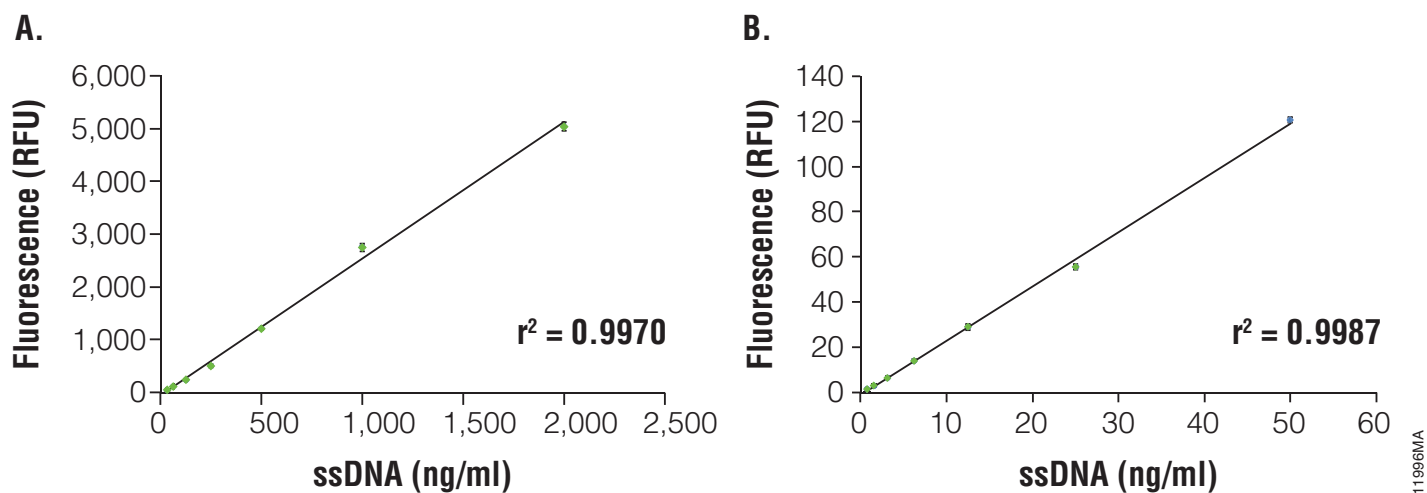 A.
6,000
5,000
4,000
3,000
2,000
1,000
0
Fluorescence (RFU)
r² = 0.9970
0 500 1,000 1,500 2,000 2,500
ssDNA (ng/ml)
B.
140
120
100
80
60
40
20
0
Fluorescence (RFU)
r² = 0.9987
0 10 20 30 40 50 60
ssDNA (ng/ml)
11996MA